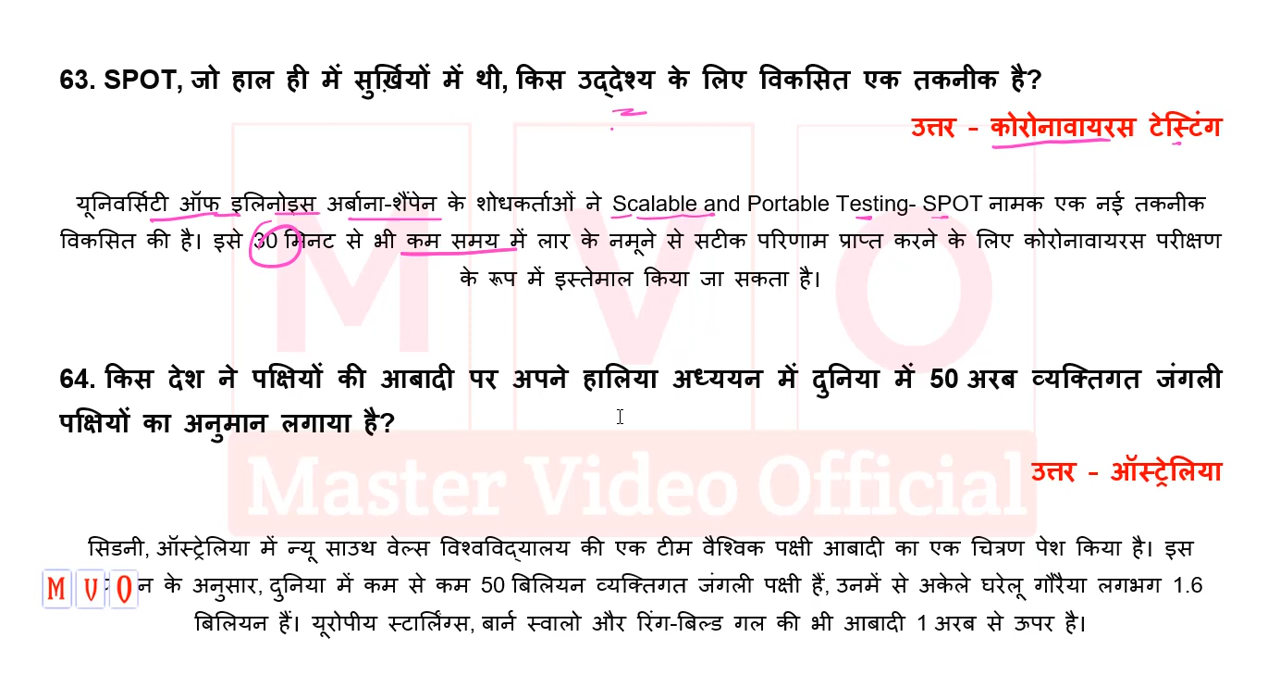 63. SPOT, जो हाल ही में सुर्ख़ियों में थी, किस उद्देश्य के लिए विकसित एक तकनीक है?
उत्तर - कोरोनावायरस टेस्टिंग
यूनिवर्सिटी ऑफ इलिनोइस अर्बाना-शैंपेन के शोधकर्ताओं ने Scalable and Portable Testing- SPOT नामक एक नई तकनीक
विकसित की है। इसे 30 मिनट से भी कम समय में लार के नमूने से सटीक परिणाम प्राप्त करने के लिए कोरोनावायरस परीक्षण
के रूप में इस्तेमाल किया जा सकता है।
M V O
64. किस देश ने पक्षियों की आबादी पर अपने हालिया अध्ययन में दुनिया में 50 अरब व्यक्तिगत जंगली
पक्षियों का अनुमान लगाया है?
Master Video Official
उत्तर - ऑस्ट्रेलिया
सिडनी, ऑस्ट्रेलिया में न्यू साउथ वेल्स विश्वविद्यालय की एक टीम वैश्विक पक्षी आबादी का एक चित्रण पेश किया है। इस
M V O न के अनुसार, दुनिया में कम से कम 50 बिलियन व्यक्तिगत जंगली पक्षी हैं, उनमें से अकेले घरेलू गौरैया लगभग 1.6
बिलियन हैं। यूरोपीय स्टार्लिंग्स, बार्न स्वालो और रिंग-बिल्ड गल की भी आबादी 1 अरब से ऊपर है।